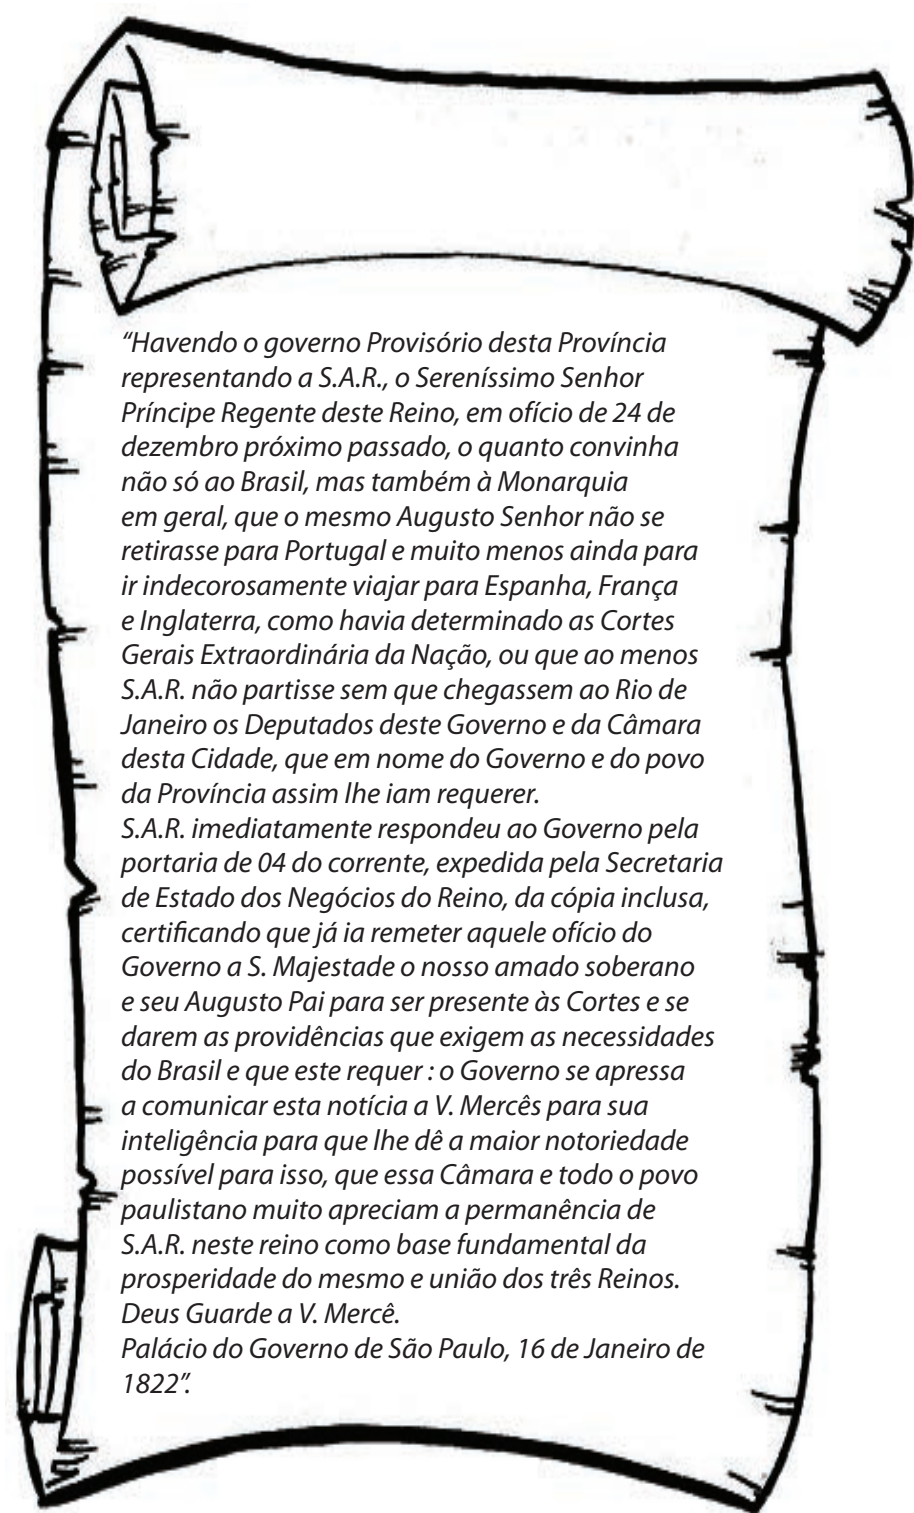 “Havendo o governo Provisório desta Província
representando a S.A.R., o Sereníssimo Senhor
Príncipe Regente deste Reino, em ofício de 24 de
dezembro próximo passado, o quanto convinha
não só ao Brasil, mas também à Monarquia
em geral, que o mesmo Augusto Senhor não se
retirasse para Portugal e muito menos ainda para
ir indecorosamente viajar para Espanha, França
e Inglaterra, como havia determinado as Cortes
Gerais Extraordinária da Nação, ou que ao menos
S.A.R. não partisse sem que chegassem ao Rio de
Janeiro os Deputados deste Governo e da Câmara
desta Cidade, que em nome do Governo e do povo
da Província assim lhe iam requerer.
S.A.R. imediatamente respondeu ao Governo pela
portaria de 04 do corrente, expedida pela Secretaria
de Estado dos Negócios do Reino, da cópia inclusa,
certificando que já ia remeter aquele ofício do
Governo a S. Majestade o nosso amado soberano
e seu Augusto Pai para ser presente às Cortes e se
darem as providências que exigem as necessidades
do Brasil e que este requer : o Governo se apressa
a comunicar esta notícia a V. Mercês para sua
inteligência para que lhe dê a maior notoriedade
possível para isso, que essa Câmara e todo o povo
paulistano muito apreciam a permanência de
S.A.R. neste reino como base fundamental da
prosperidade do mesmo e união dos três Reinos.
Deus Guarde a V. Mercê.
Palácio do Governo de São Paulo, 16 de Janeiro de
1822”.